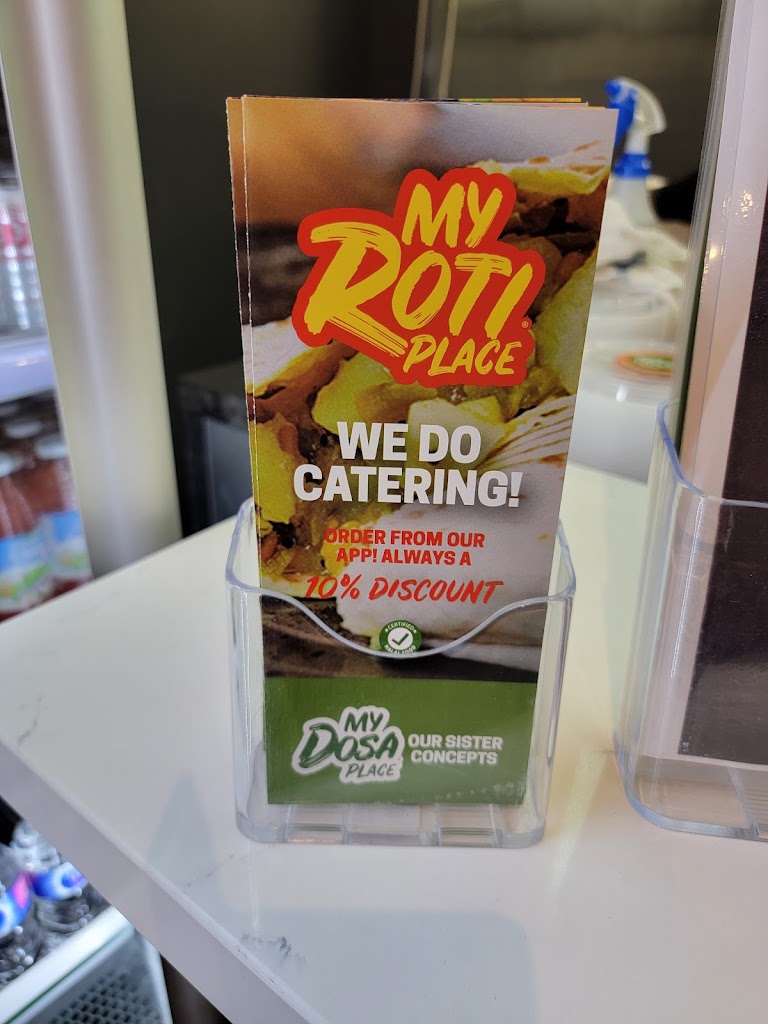 MY
ROTI
PLACE
®
WE DO
CATERING!
ORDER FROM OUR
APP! ALWAYS A
10% DISCOUNT
CERTIFIED
MY
DOSA
PLACE
OUR SISTER
CONCEPTS